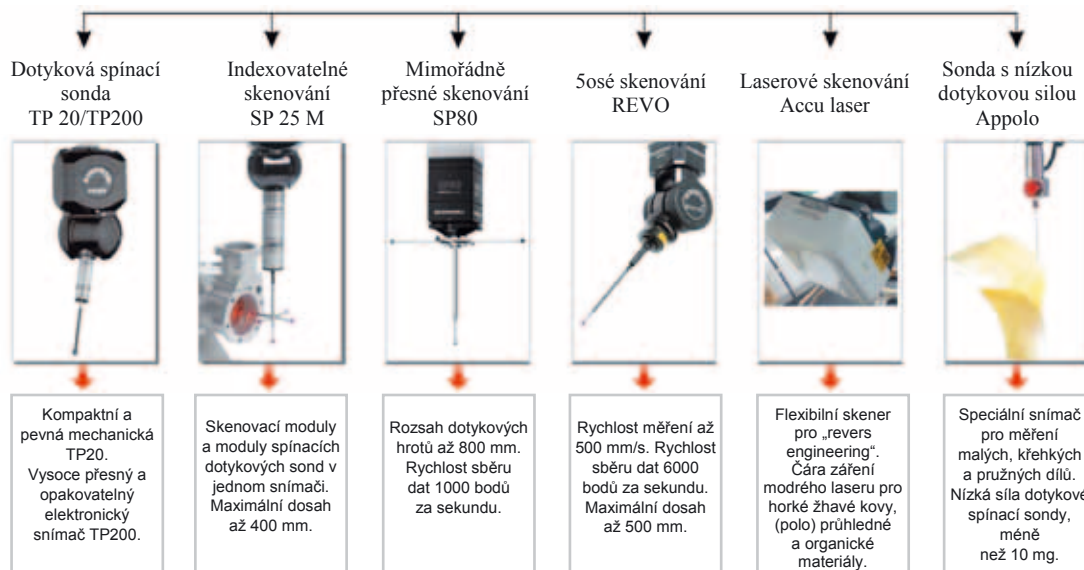 Dotyková spínací
sonda
TP 20/TP200
Indexovatelné
skenování
SP 25 M
Mimořádně
přesné skenování
SP80
5osé skenování
REVO
Laserové skenování
Accu laser
Sonda s nízkou
dotykovou silou
Appolo
Kompaktní a
pevná mechanická
TP20.
Vysoce přesný a
opakovatelný
elektronický
snímač TP200.
Skenovací moduly
a moduly spínacích
dotykových sond v
jednom snímači.
Maximální dosah
až 400 mm.
Rozsah dotykových
hrotů až 800 mm.
Rychlost sběru
dat 1000 bodů
za sekundu.
Rychlost měření až
500 mm/s. Rychlost
sběru dat 6000
bodů za sekundu.
Maximální dosah
až 500 mm.
Flexibilní skener
pro „revers
engineering“.
Čára záření
modrého laseru pro
horké žhavé kovy,
(polo) průhledné
a organické
materiály.
Speciální snímač
pro měření
malých, křehkých
a pružných dílů.
Nízká síla dotykové
spínací sondy,
méně
než 10 mg.